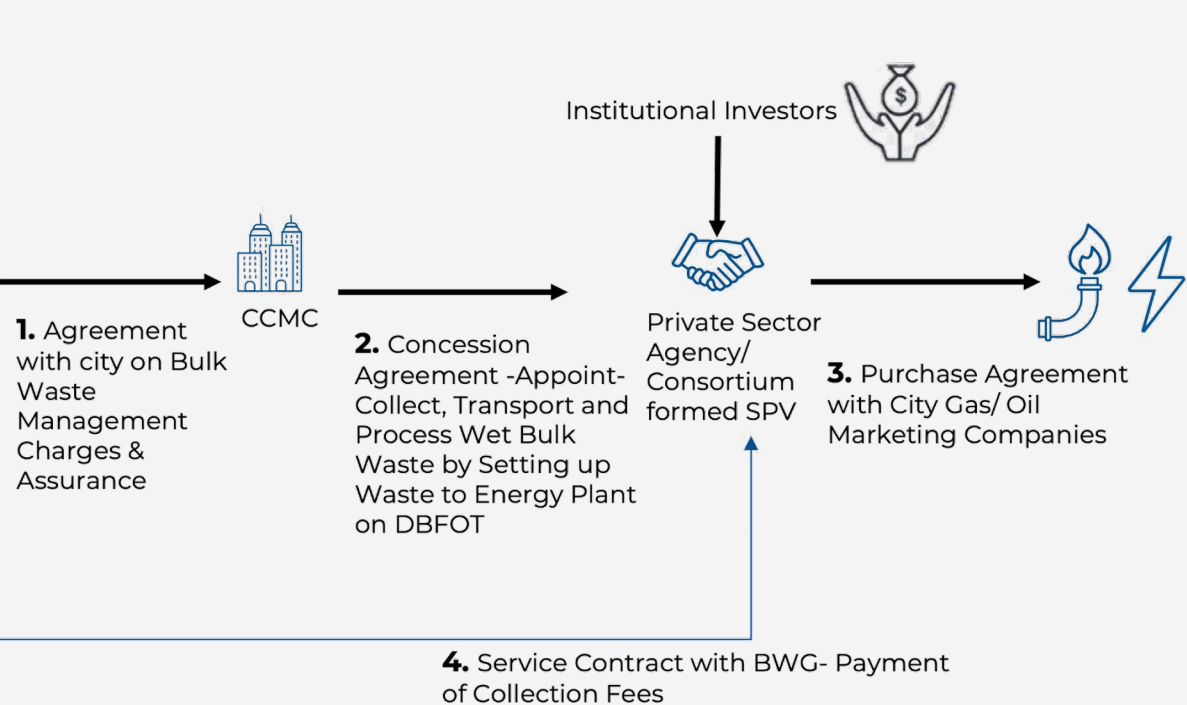 Institutional Investors
$
CCMC
1. Agreement
with city on Bulk
Waste
Management
Charges &
Assurance
2. Concession
Agreement -Appoint-
Collect, Transport and
Process Wet Bulk
Waste by Setting up
Waste to Energy Plant
on DBFOT
Private Sector
Agency/
Consortium
formed SPV
3. Purchase Agreement
with City Gas/ Oil
Marketing Companies
4. Service Contract with BWG- Payment
of Collection Fees